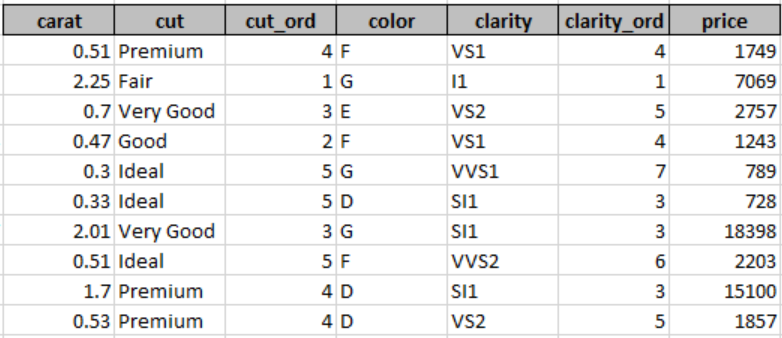 carat cut cut_ord color clarity clarity_ord price
0.51 Premium 4 F VS1 4 1749
2.25 Fair 1 G I1 1 7069
0.7 Very Good 3 E VS2 5 2757
0.47 Good 2 F VS1 4 1243
0.3 Ideal 5 G VVS1 7 789
0.33 Ideal 5 D SI1 3 728
2.01 Very Good 3 G SI1 3 18398
0.51 Ideal 5 F VVS2 6 2203
1.7 Premium 4 D SI1 3 15100
0.53 Premium 4 D VS2 5 1857